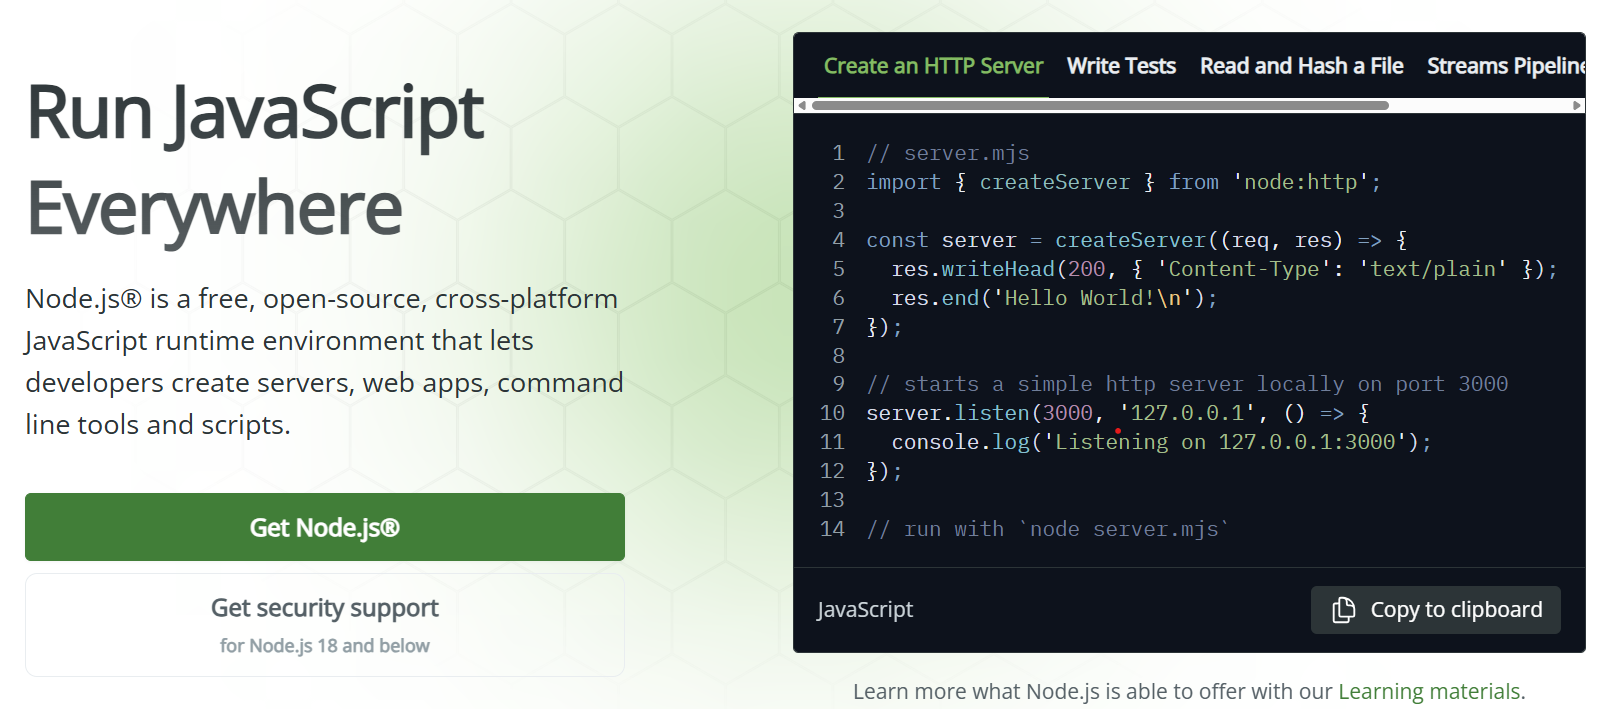 Run JavaScript
Everywhere
Node.js® is a free, open-source, cross-platform
JavaScript runtime environment that lets
developers create servers, web apps, command
line tools and scripts.
Get Node.js®
Get security support
for Node.js 18 and below
Create an HTTP Server Write Tests Read and Hash a File Streams Pipeline
1 // server.mjs
2 import { createServer } from 'node:http';
3
4 const server = createServer((req, res) => {
5   res.writeHead(200, { 'Content-Type': 'text/plain' });
6   res.end('Hello World!\n');
7 });
8
9 // starts a simple http server locally on port 3000
10 server.listen(3000, '127.0.0.1', () => {
11   console.log('Listening on 127.0.0.1:3000');
12 });
13
14 // run with `node server.mjs`
JavaScript
Copy to clipboard
Learn more what Node.js is able to offer with our Learning materials.